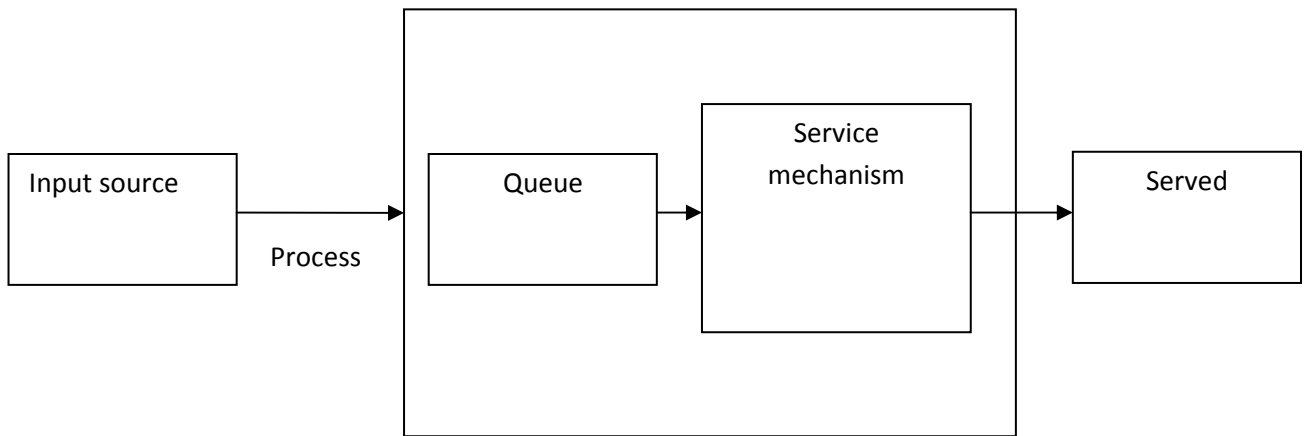 Input source
Process
Queue
Service
mechanism
Served